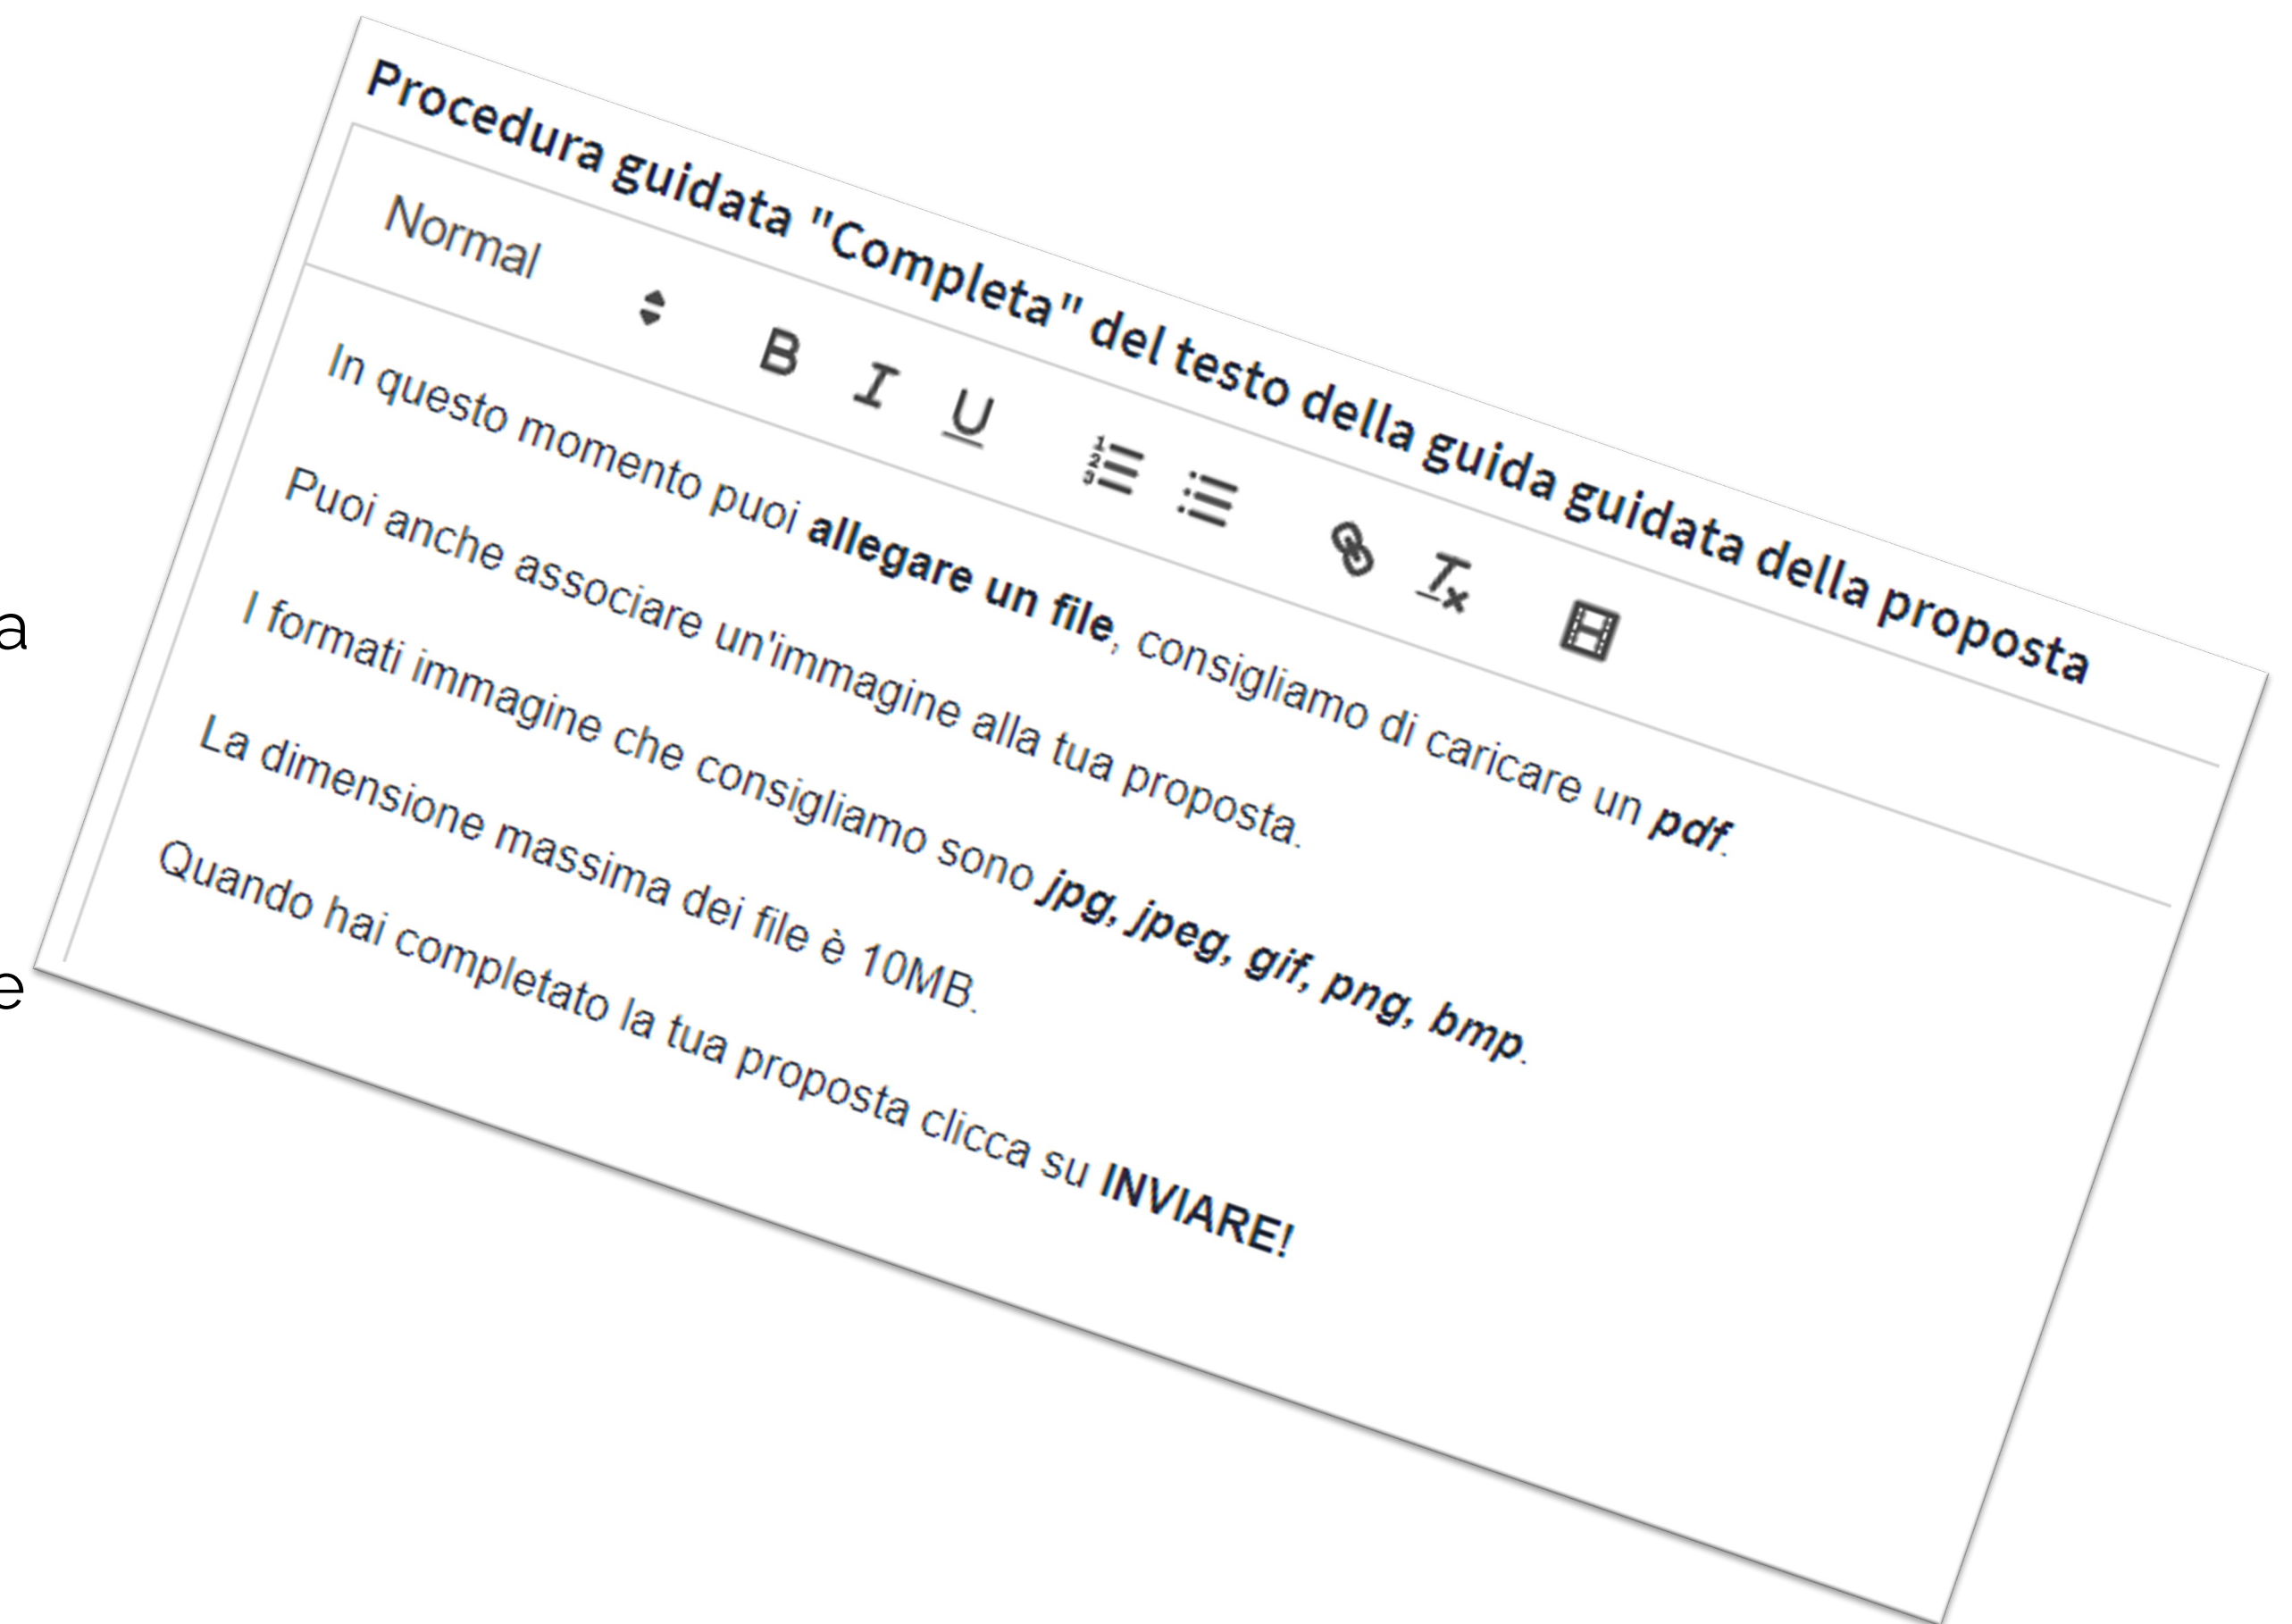 Procedura guidata "Completa" del testo della guida guidata della proposta
Normal
In questo momento puoi allegare un file, consigliamo di caricare un pdf.
Puoi anche associare un'immagine alla tua proposta.
I formati immagine che consigliamo sono jpg, jpeg, gif, png, bmp.
La dimensione massima dei file è 10MB.
Quando hai completato la tua proposta clicca su INVIARE!
a
e